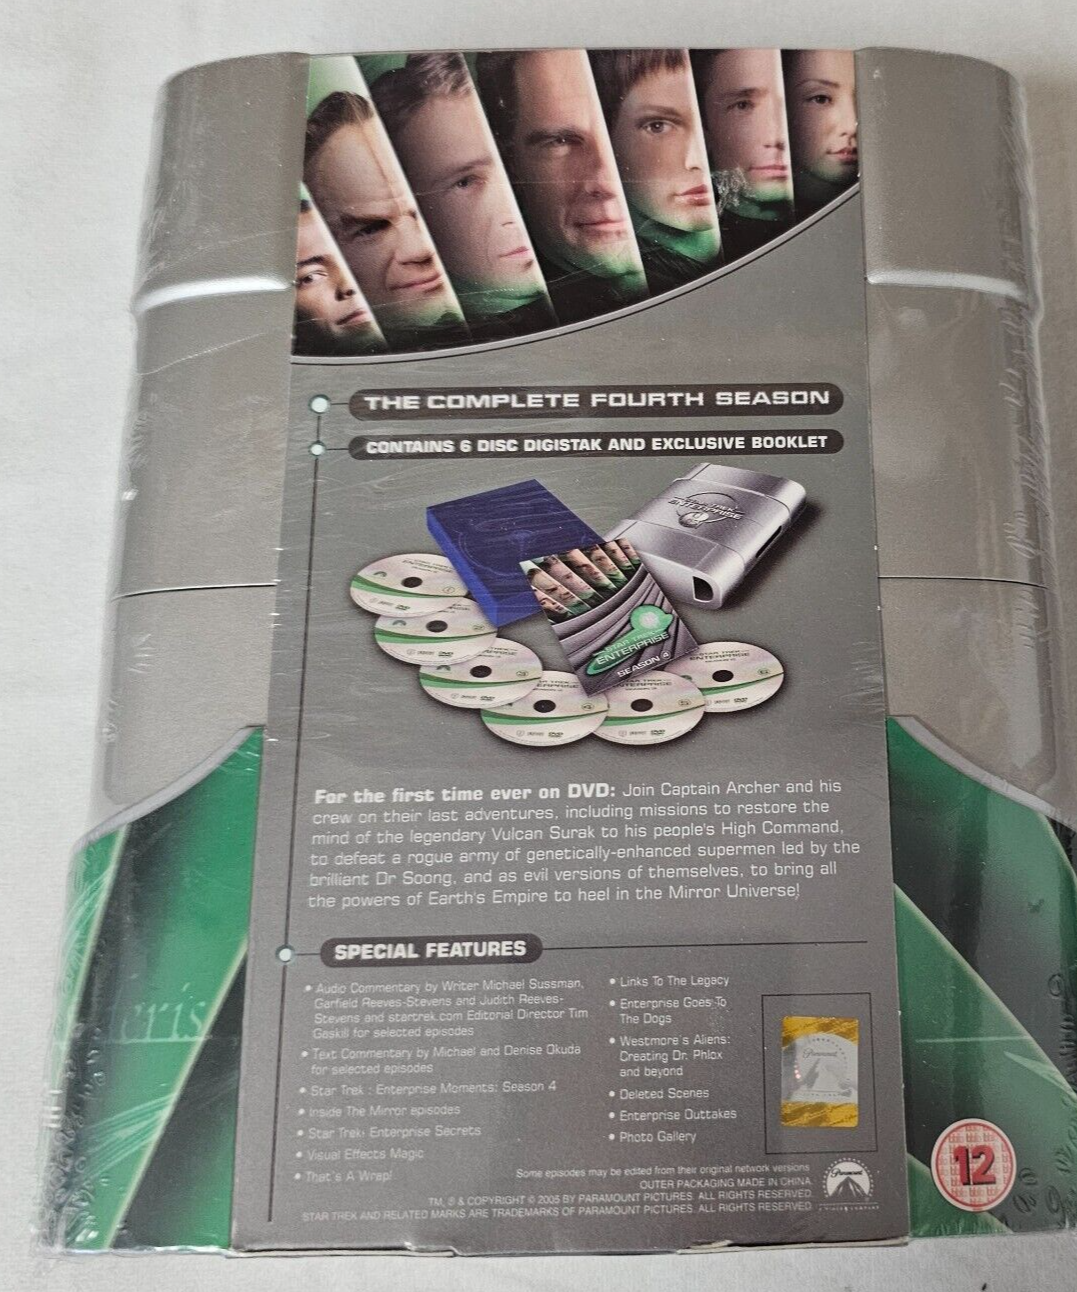 THE COMPLETE FOURTH SEASON
CONTAINS 6 DISC DIGISTAK AND EXCLUSIVE BOOKLET
STAR TREK
ENTERPRISE
STAR TREK
ENTERPRISE
SEASON 4
For the first time ever on DVD: Join Captain Archer and his
crew on their last adventures, including missions to restore the
mind of the legendary Vulcan Surak to his people's High Command,
to defeat a rogue army of genetically-enhanced supermen led by the
brilliant Dr Soong, and as evil versions of themselves, to bring all
the powers of Earth's Empire to heel in the Mirror Universe!
SPECIAL FEATURES
• Audio Commentary by Writer Michael Sussman,
Garfield Reeves-Stevens and Judith Reeves-
Stevens and startrek.com Editorial Director Tim
Gaskill for selected episodes
• Text Commentary by Michael and Denise Okuda
for selected episodes
• Star Trek : Enterprise Moments: Season 4
• Inside The Mirror episodes
• Star Trek: Enterprise Secrets
• Visual Effects Magic
• That's A Wrap!
• Links To The Legacy
• Enterprise Goes To
The Dogs
• Westmore's Aliens:
Creating Dr. Phlox
and beyond
• Deleted Scenes
• Enterprise Outtakes
• Photo Gallery
Paramount
12
Some episodes may be edited from their original network versions
OUTER PACKAGING MADE IN CHINA
TM, ® & COPYRIGHT © 2005 BY PARAMOUNT PICTURES. ALL RIGHTS RESERVED.
STAR TREK AND RELATED MARKS ARE TRADEMARKS OF PARAMOUNT PICTURES. ALL RIGHTS RESERVED.
Paramount